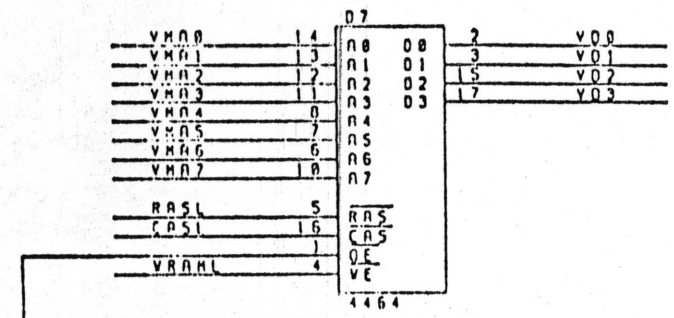 D7
VMA0 14 A0 D0 2 VD0
VMA1 13 A1 D1 3 VD1
VMA2 12 A2 D2 15 VD2
VMA3 11 A3 D3 17 VD3
VMA4 8 A4
VMA5 7 A5
VMA6 6 A6
VMA7 10 A7
RASL 5 RAS
CASL 16 CAS
1 OE
VRAML 4 WE
4464